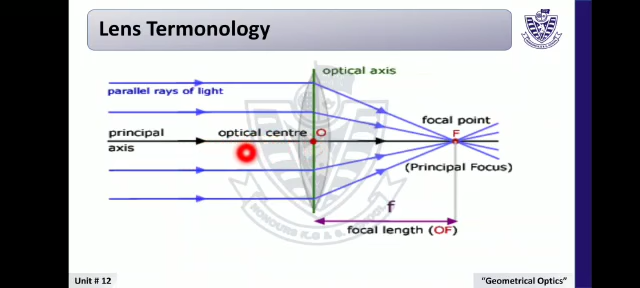 Lens Termonology
optical axis
parallel rays of light
focal point
principal
optical centre
O
F
axis
(Principal Focus)
f
focal length (OF)
Unit # 12
“Geometrical Optics”